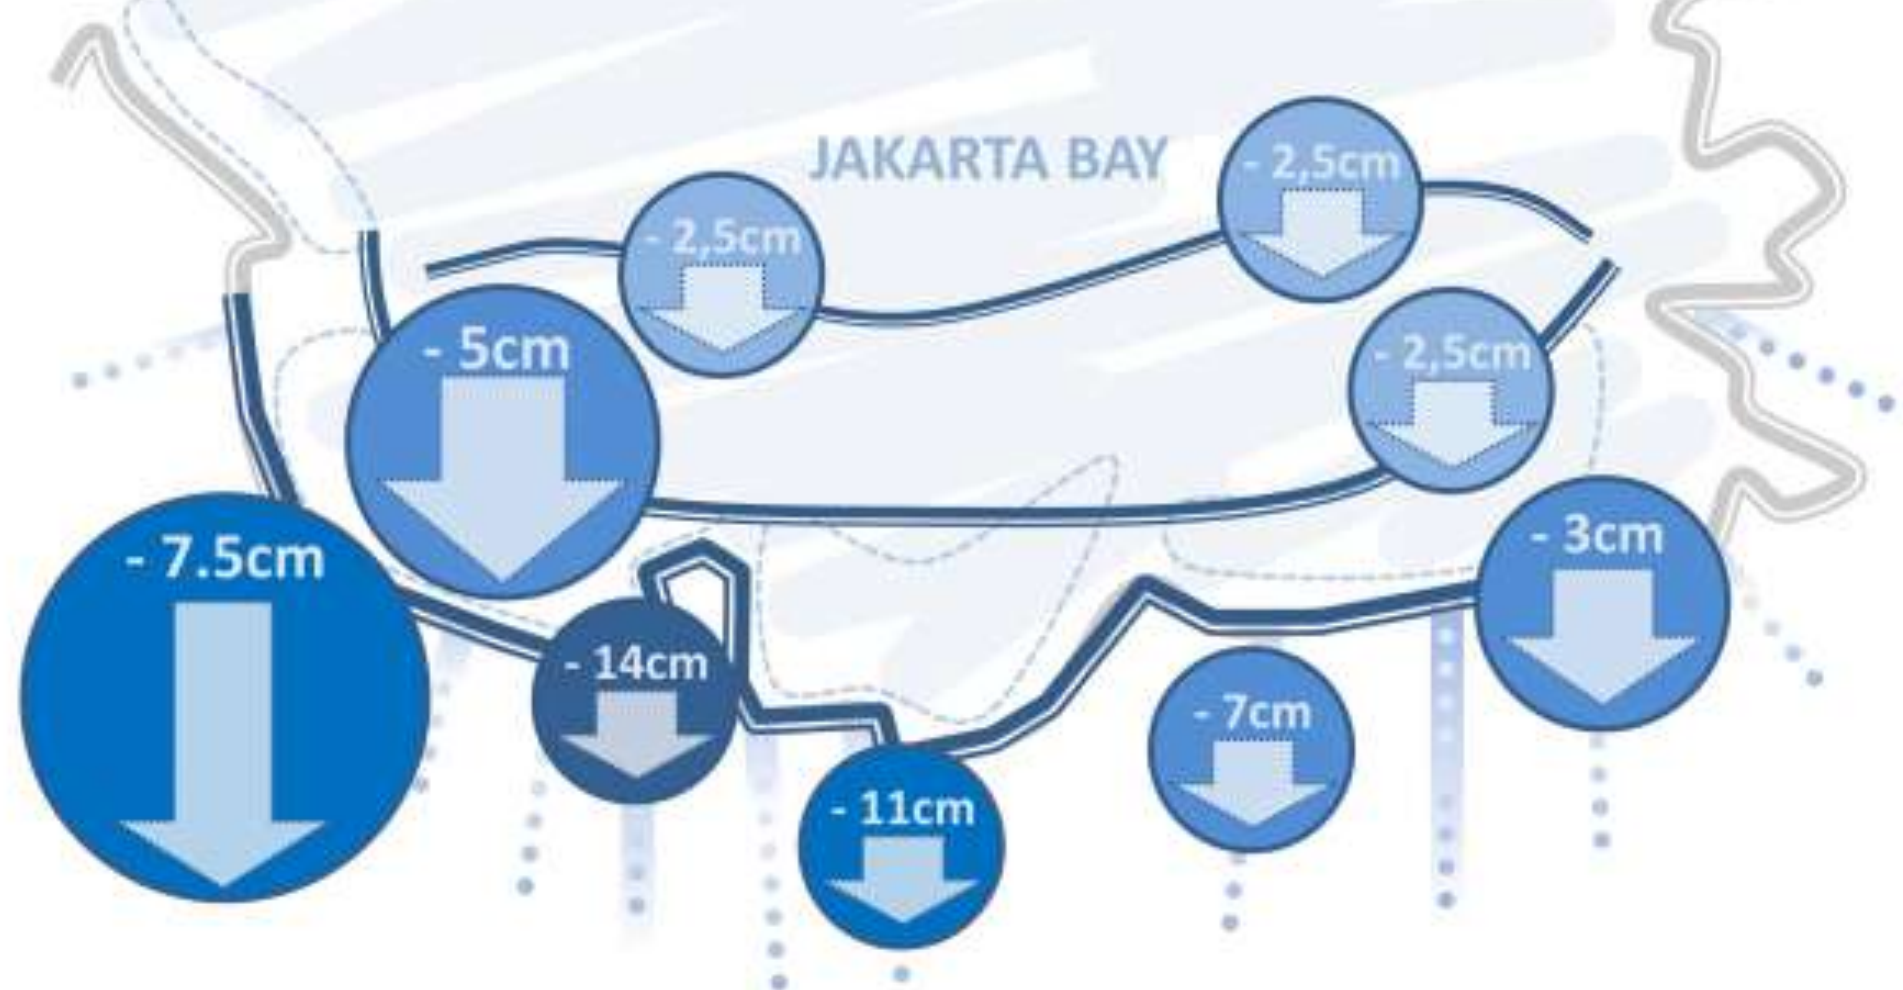 JAKARTA BAY
- 2,5cm
- 2,5cm
- 5cm
- 2,5cm
- 7.5cm
- 3cm
- 14cm
- 7cm
- 11cm